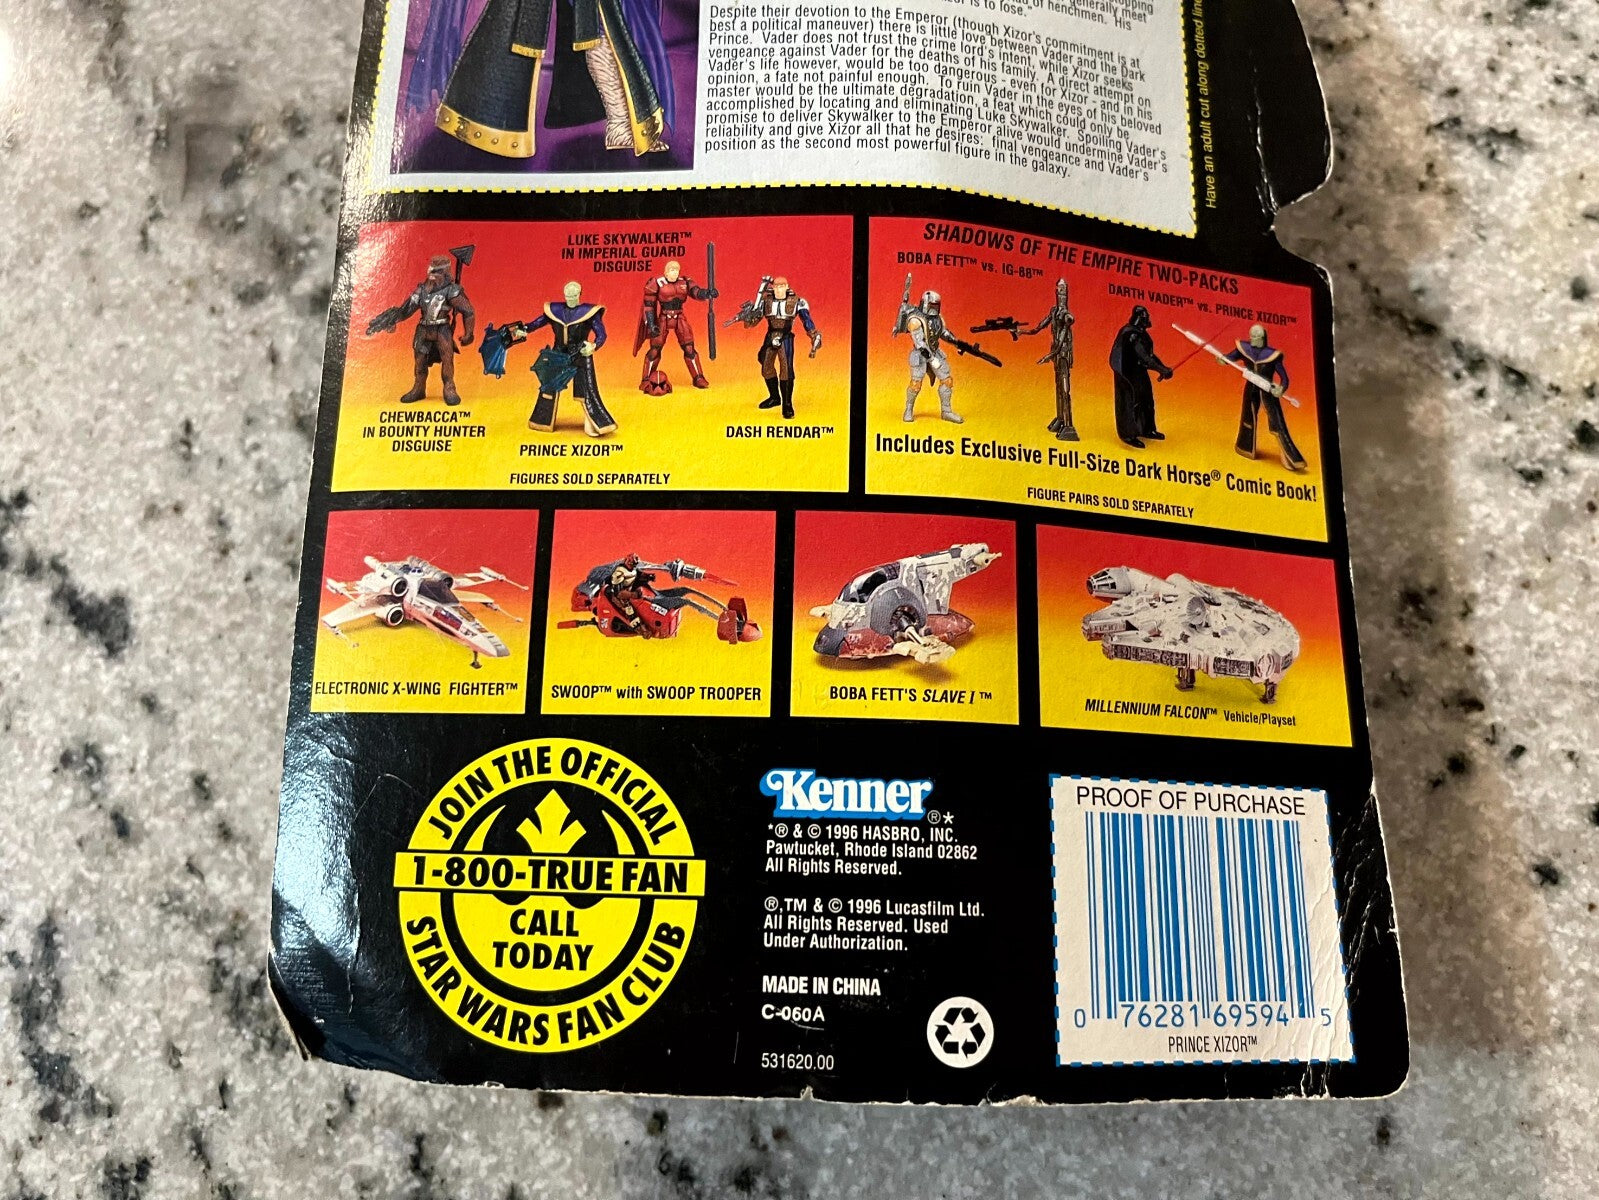 generally meet
of henchmen. His
is to lose."
Despite their devotion to the Emperor (though Xizor's commitment is at
best a political maneuver) there is little love between Vader and the Dark
Prince. Vader does not trust the crime lord's intent, while Xizor seeks
vengeance against Vader for the deaths of his family. A direct attempt on
Vader's life however, would be too dangerous - even for Xizor - and in his
opinion, a fate not painful enough. To ruin Vader in the eyes of his beloved
master would be the ultimate degradation, a feat which could only be
accomplished by locating and eliminating Luke Skywalker. Spoiling Vader's
promise to deliver Skywalker to the Emperor alive would undermine Vader's
reliability and give Xizor all that he desires: final vengeance and Vader's
position as the second most powerful figure in the galaxy.
Have an adult cut along dotted line
LUKE SKYWALKER™
IN IMPERIAL GUARD
DISGUISE
CHEWBACCA™
IN BOUNTY HUNTER
DISGUISE
PRINCE XIZOR™
DASH RENDAR™
FIGURES SOLD SEPARATELY
SHADOWS OF THE EMPIRE TWO-PACKS
BOBA FETT™ vs. IG-88™
DARTH VADER™ vs. PRINCE XIZOR™
Includes Exclusive Full-Size Dark Horse® Comic Book!
FIGURE PAIRS SOLD SEPARATELY
ELECTRONIC X-WING FIGHTER™
SWOOP™ with SWOOP TROOPER
BOBA FETT'S SLAVE I ™
MILLENNIUM FALCON™ Vehicle/Playset
JOIN THE OFFICIAL
1-800-TRUE FAN
CALL
TODAY
STAR WARS FAN CLUB
Kenner®*
*® & © 1996 HASBRO, INC.
Pawtucket, Rhode Island 02862
All Rights Reserved.
®,TM & © 1996 Lucasfilm Ltd.
All Rights Reserved. Used
Under Authorization.
MADE IN CHINA
C-060A
531620.00
PROOF OF PURCHASE
0 76281 69594 5
PRINCE XIZOR™